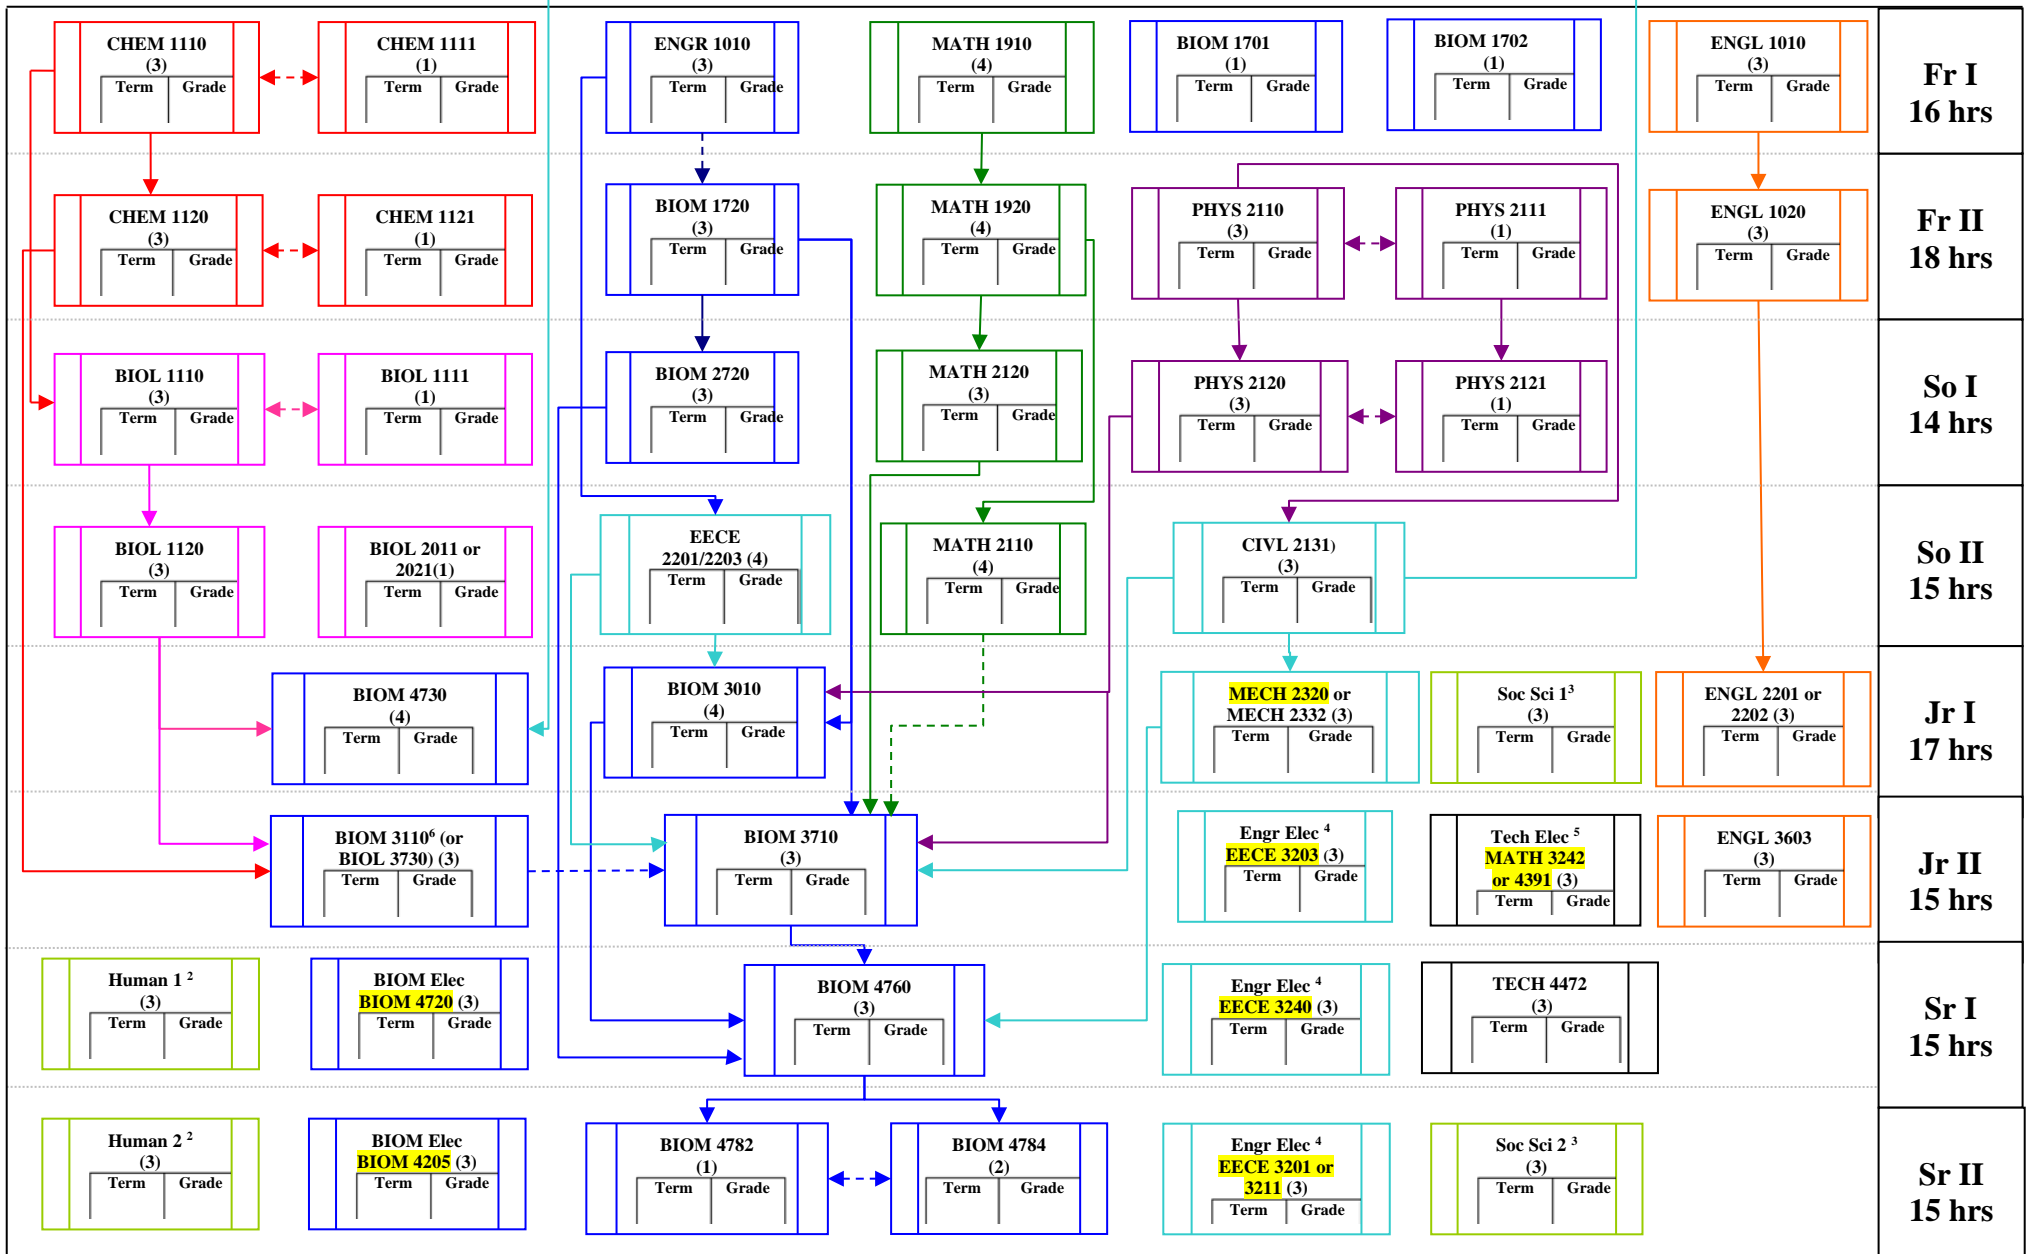 CHEM 1110
(3)
Term Grade
CHEM 1111
(1)
Term Grade
ENGR 1010
(3)
Term Grade
MATH 1910
(4)
Term Grade
BIOM 1701
(1)
Term Grade
BIOM 1702
(1)
Term Grade
ENGL 1010
(3)
Term Grade
Fr I
16 hrs
CHEM 1120
(3)
Term Grade
CHEM 1121
(1)
Term Grade
BIOM 1720
(3)
Term Grade
MATH 1920
(4)
Term Grade
PHYS 2110
(3)
Term Grade
PHYS 2111
(1)
Term Grade
ENGL 1020
(3)
Term Grade
Fr II
18 hrs
BIOL 1110
(3)
Term Grade
BIOL 1111
(1)
Term Grade
BIOM 2720
(3)
Term Grade
MATH 2120
(3)
Term Grade
PHYS 2120
(3)
Term Grade
PHYS 2121
(1)
Term Grade
So I
14 hrs
BIOL 1120
(3)
Term Grade
BIOL 2011 or
2021(1)
Term Grade
EECE
2201/2203 (4)
Term Grade
MATH 2110
(4)
Term Grade
CIVL 2131)
(3)
Term Grade
So II
15 hrs
BIOM 4730
(4)
Term Grade
BIOM 3010
(4)
Term Grade
MECH 2320 or
MECH 2332 (3)
Term Grade
Soc Sci 1³
(3)
Term Grade
ENGL 2201 or
2202 (3)
Term Grade
Jr I
17 hrs
BIOM 3110⁶ (or
BIOL 3730) (3)
Term Grade
BIOM 3710
(3)
Term Grade
Engr Elec ⁴
EECE 3203 (3)
Term Grade
Tech Elec ⁵
MATH 3242
or 4391 (3)
Term Grade
ENGL 3603
(3)
Term Grade
Jr II
15 hrs
Human 1 ²
(3)
Term Grade
BIOM Elec
BIOM 4720 (3)
Term Grade
BIOM 4760
(3)
Term Grade
Engr Elec ⁴
EECE 3240 (3)
Term Grade
TECH 4472
(3)
Term Grade
Sr I
15 hrs
Human 2 ²
(3)
Term Grade
BIOM Elec
BIOM 4205 (3)
Term Grade
BIOM 4782
(1)
Term Grade
BIOM 4784
(2)
Term Grade
Engr Elec ⁴
EECE 3201 or
3211 (3)
Term Grade
Soc Sci 2 ³
(3)
Term Grade
Sr II
15 hrs